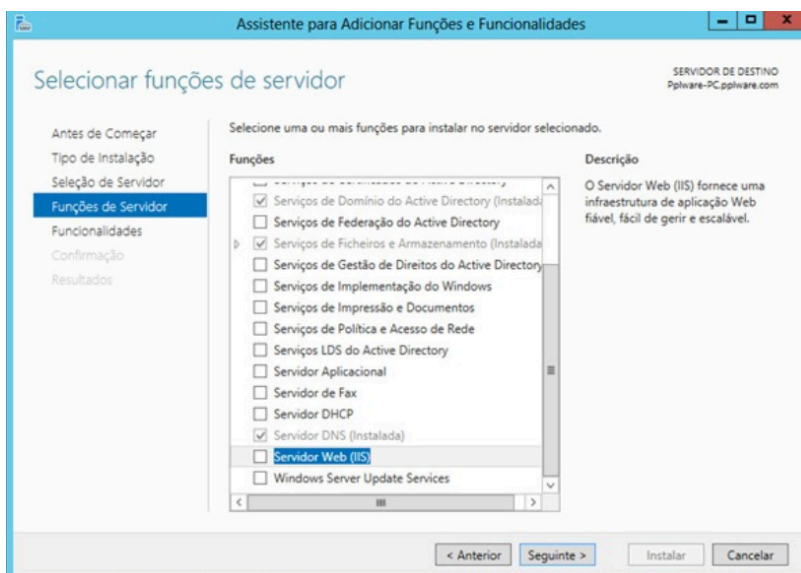 Assistente para Adicionar Funções e Funcionalidades
Selecionar funções de servidor
SERVIDOR DE DESTINO
Pplware-PC.pplware.com
Antes de Começar
Tipo de Instalação
Seleção de Servidor
Funções de Servidor
Funcionalidades
Confirmação
Resultados
Selecione uma ou mais funções para instalar no servidor selecionado.
Funções
Serviços de Domínio do Active Directory (Instalada
Serviços de Federação do Active Directory
Serviços de Ficheiros e Armazenamento (Instalada
Serviços de Gestão de Direitos do Active Directory
Serviços de Implementação do Windows
Serviços de Impressão e Documentos
Serviços de Política e Acesso de Rede
Serviços LDS do Active Directory
Servidor Aplicacional
Servidor de Fax
Servidor DHCP
Servidor DNS (Instalada)
Servidor Web (IIS)
Windows Server Update Services
Descrição
O Servidor Web (IIS) fornece uma
infraestrutura de aplicação Web
fiável, fácil de gerir e escalável.
< Anterior
Seguinte >
Instalar
Cancelar